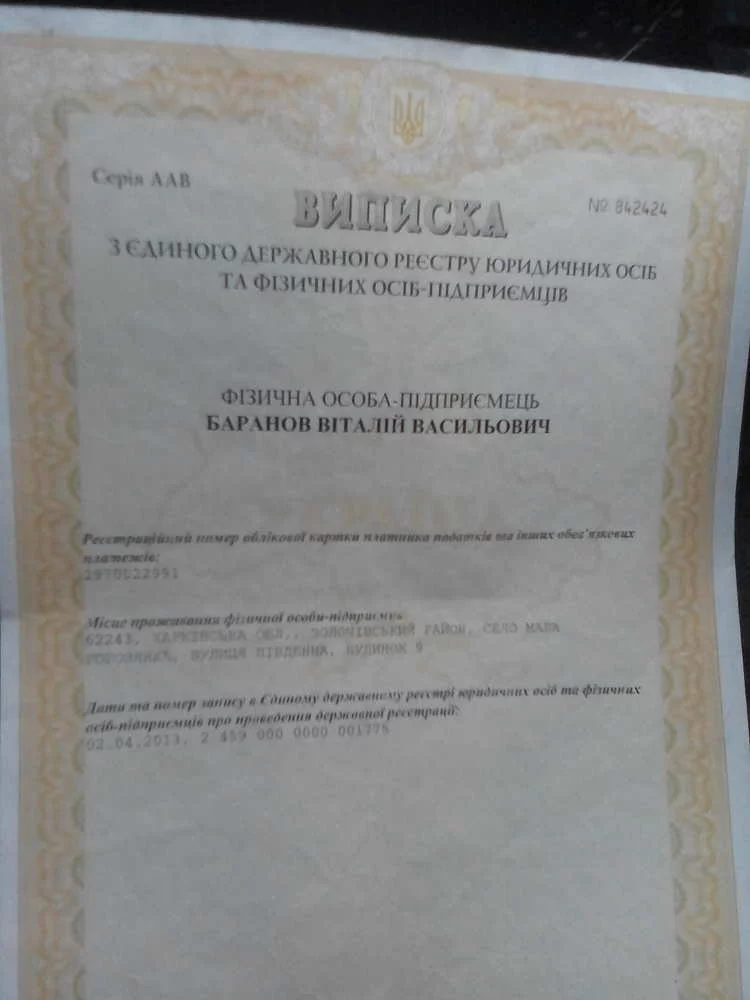 Серія ААВ
№ 842424
ВИПИСКА
З ЄДИНОГО ДЕРЖАВНОГО РЕЄСТРУ ЮРИДИЧНИХ ОСІБ
ТА ФІЗИЧНИХ ОСІБ-ПІДПРИЄМЦІВ
ФІЗИЧНА ОСОБА-ПІДПРИЄМЕЦЬ
БАРАНОВ ВІТАЛІЙ ВАСИЛЬОВИЧ
УКРАЇНА
Реєстраційний номер облікової картки платника податків та інших обов'язкових
платежів:
Місце проживання фізичної особи-підприємця
62243, ХАРКІВСЬКА ОБЛ., ЗОЛОЧІВСЬКИЙ РАЙОН, СЕЛО МАЛА
ВУЛИЦЯ ПІВДЕННА, БУДИНОК 9
Дата та номер запису в Єдиному державному реєстрі юридичних осіб та фізичних
осіб-підприємців про проведення державної реєстрації:
02.04.2013, 2 459 000 0000 001775